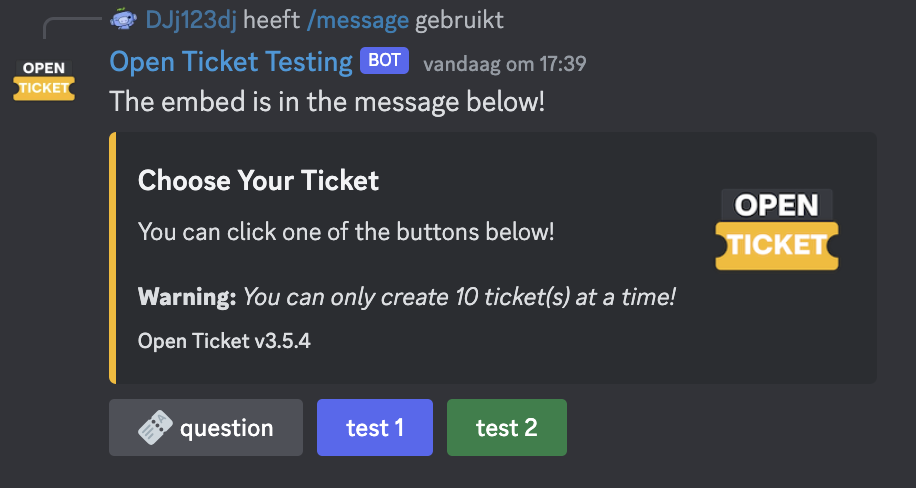 DJj123dj heeft /message gebruikt
OPEN
TICKET
Open Ticket Testing BOT vandaag om 17:39
The embed is in the message below!
Choose Your Ticket
You can click one of the buttons below!
Warning: You can only create 10 ticket(s) at a time!
Open Ticket v3.5.4
OPEN
TICKET
question
test 1
test 2